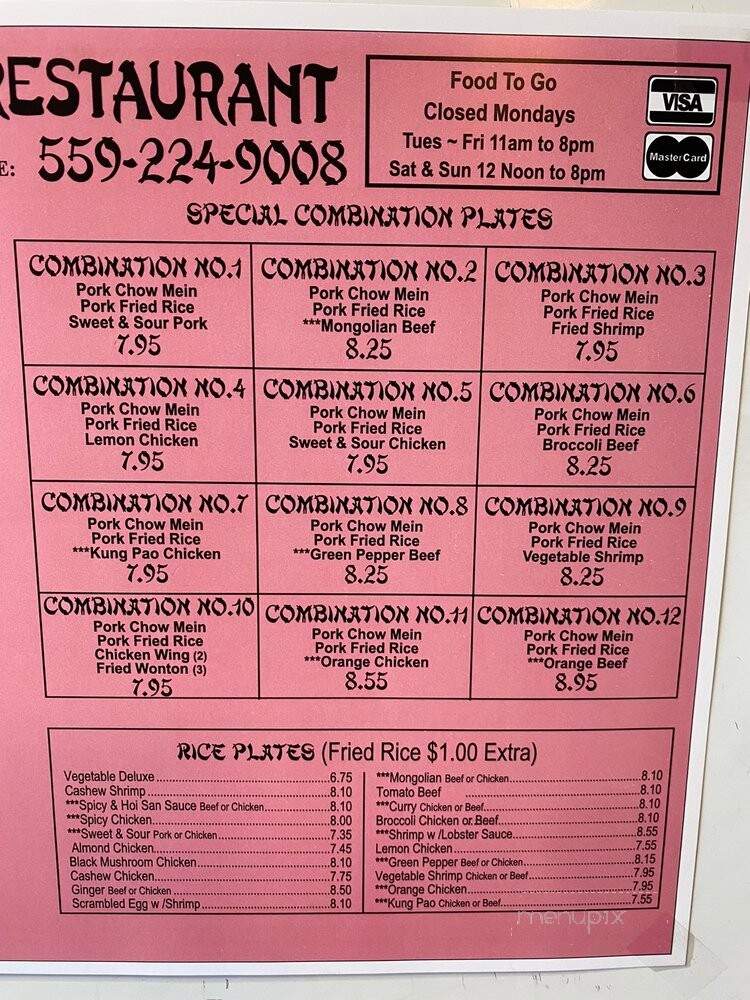 RESTAURANT
E: 559-224-9008
Food To Go
Closed Mondays
Tues ~ Fri 11am to 8pm
Sat & Sun 12 Noon to 8pm
VISA
MasterCard
SPECIAL COMBINATION PLATES
COMBINATION NO.1
Pork Chow Mein
Pork Fried Rice
Sweet & Sour Pork
7.95
COMBINATION NO.2
Pork Chow Mein
Pork Fried Rice
***Mongolian Beef
8.25
COMBINATION NO.3
Pork Chow Mein
Pork Fried Rice
Fried Shrimp
7.95
COMBINATION NO.4
Pork Chow Mein
Pork Fried Rice
Lemon Chicken
7.95
COMBINATION NO.5
Pork Chow Mein
Pork Fried Rice
Sweet & Sour Chicken
7.95
COMBINATION NO.6
Pork Chow Mein
Pork Fried Rice
Broccoli Beef
8.25
COMBINATION NO.7
Pork Chow Mein
Pork Fried Rice
***Kung Pao Chicken
7.95
COMBINATION NO.8
Pork Chow Mein
Pork Fried Rice
***Green Pepper Beef
8.25
COMBINATION NO.9
Pork Chow Mein
Pork Fried Rice
Vegetable Shrimp
8.25
COMBINATION NO.10
Pork Chow Mein
Pork Fried Rice
Chicken Wing (2)
Fried Wonton (3)
7.95
COMBINATION NO.11
Pork Chow Mein
Pork Fried Rice
***Orange Chicken
8.55
COMBINATION NO.12
Pork Chow Mein
Pork Fried Rice
***Orange Beef
8.95
RICE PLATES (Fried Rice $1.00 Extra)
Vegetable Deluxe 6.75
Cashew Shrimp 8.10
***Spicy & Hoi San Sauce Beef or Chicken 8.10
***Spicy Chicken 8.00
***Sweet & Sour Pork or Chicken 7.35
Almond Chicken 7.45
Black Mushroom Chicken 8.10
Cashew Chicken 7.75
Ginger Beef or Chicken 8.50
Scrambled Egg w /Shrimp 8.10
***Mongolian Beef or Chicken 8.10
Tomato Beef 8.10
***Curry Chicken or Beef 8.10
Broccoli Chicken or Beef 8.10
***Shrimp w /Lobster Sauce 8.55
Lemon Chicken 7.55
***Green Pepper Beef or Chicken 8.15
Vegetable Shrimp Chicken or Beef 7.95
***Orange Chicken 7.95
***Kung Pao Chicken or Beef 7.55
menupix